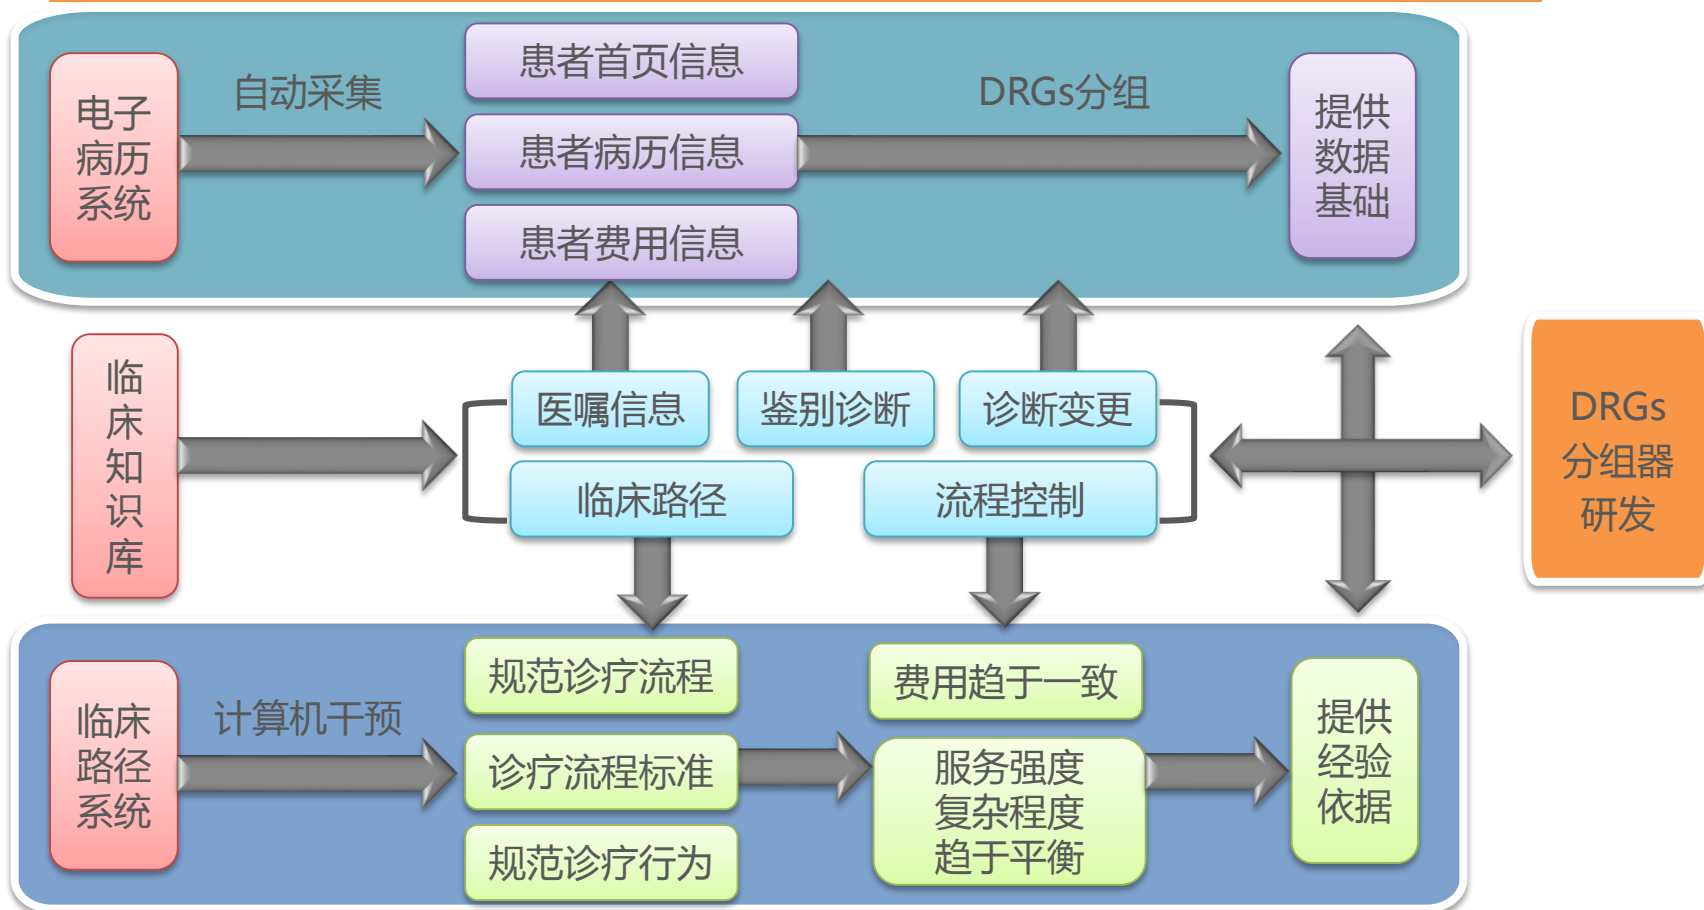 电子
病历
系统
自动采集
患者首页信息
患者病历信息
患者费用信息
DRGs分组
提供
数据
基础
临
床
知
识
库
医嘱信息
鉴别诊断
诊断变更
临床路径
流程控制
DRGs
分组器
研发
临床
路径
系统
计算机干预
规范诊疗流程
诊疗流程标准
规范诊疗行为
费用趋于一致
服务强度
复杂程度
趋于平衡
提供
经验
依据